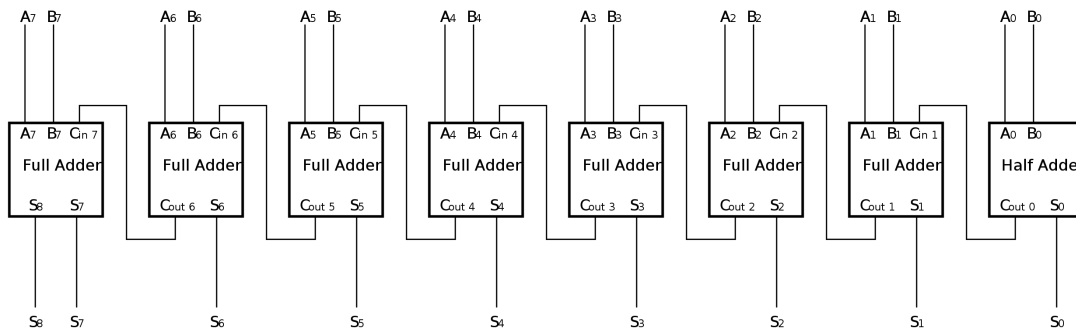 A7 B7 A6 B6 A5 B5 A4 B4 A3 B3 A2 B2 A1 B1 A0 B0
A7 B7 Cin 7 A6 B6 Cin 6 A5 B5 Cin 5 A4 B4 Cin 4 A3 B3 Cin 3 A2 B2 Cin 2 A1 B1 Cin 1 A0 B0
Full Adder Full Adder Full Adder Full Adder Full Adder Full Adder Full Adder Half Adde
S8 S7 Cout 6 S6 Cout 5 S5 Cout 4 S4 Cout 3 S3 Cout 2 S2 Cout 1 S1 Cout 0 S0
S8 S7 S6 S5 S4 S3 S2 S1 S0